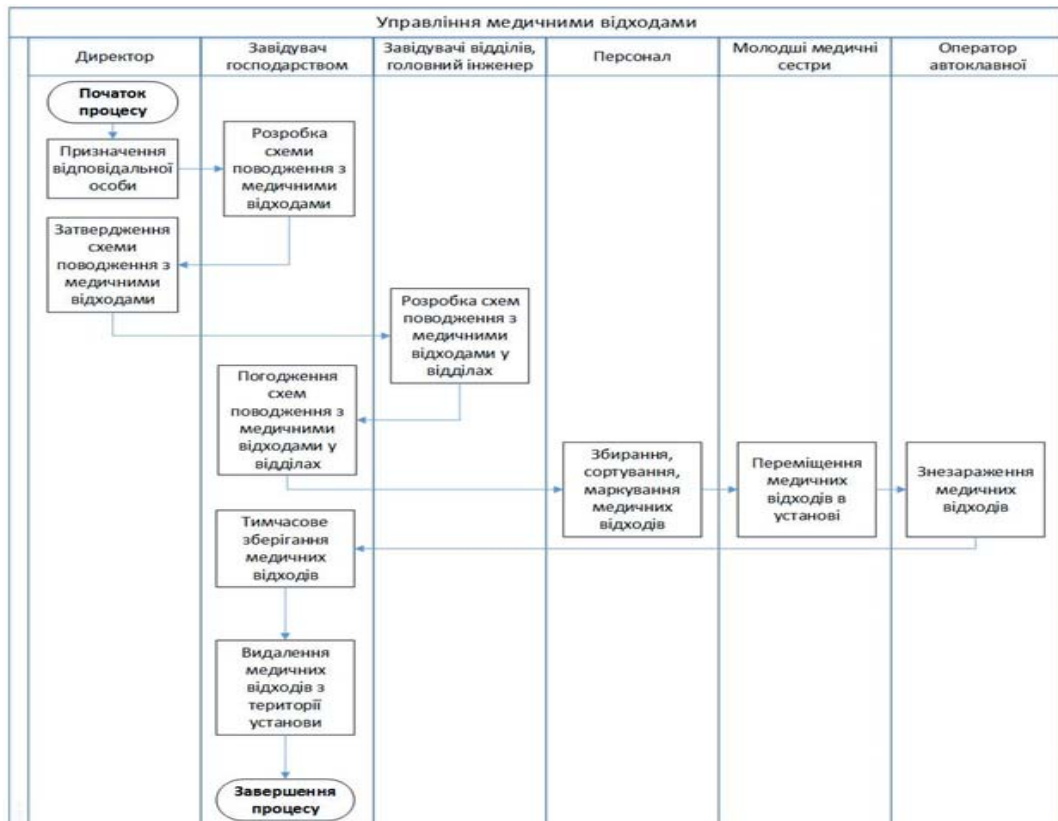 Управління медичними відходами
Директор
Завідувач
господарством
Завідувачі відділів,
головний інженер
Персонал
Молодші медичні
сестри
Оператор
автоклавної
Початок
процесу
Призначення
відповідальної
особи
Розробка
схеми
поводження з
медичними
відходами
Затвердження
схеми
поводження з
медичними
відходами
Розробка схем
поводження з
медичними
відходами у
відділах
Погодження
схем
поводження з
медичними
відходами у
відділах
Збирання,
сортування,
маркування
медичних
відходів
Переміщення
медичних
відходів в
установі
Знезараження
медичних
відходів
Тимчасове
зберігання
медичних
відходів
Видалення
медичних
відходів з
території
установи
Завершення
процесу